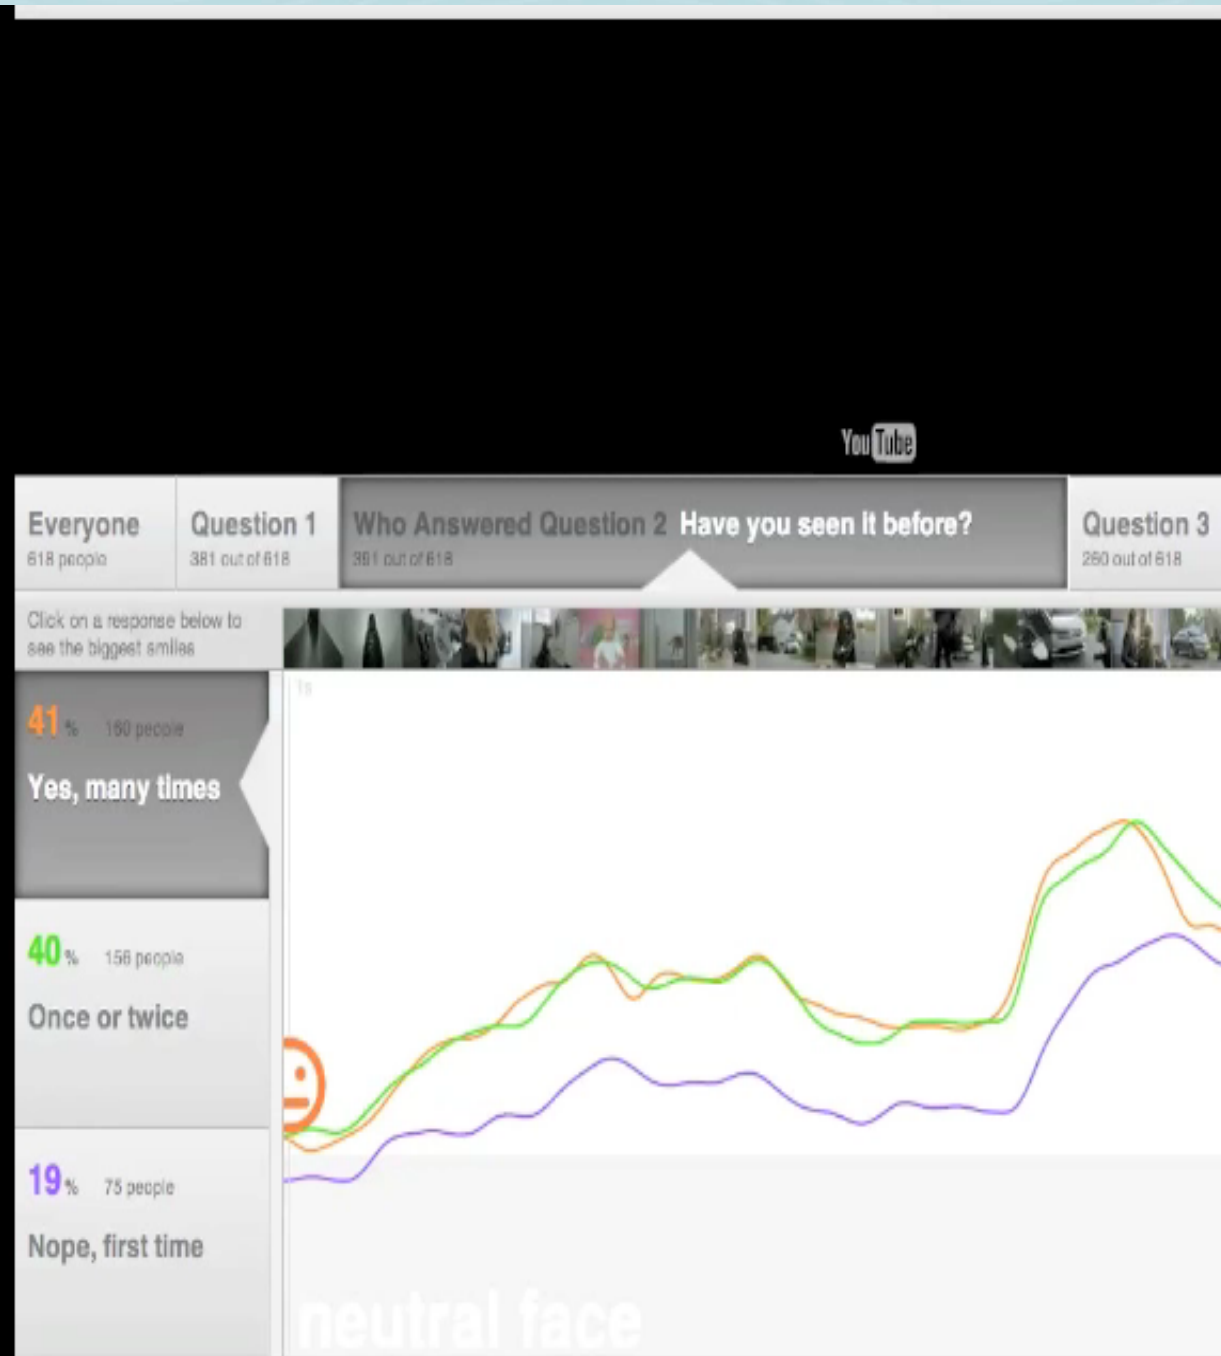 YouTube
Everyone
618 people
Question 1
381 out of 618
Who Answered Question 2 Have you seen it before?
391 out of 618
Question 3
260 out of 618
Click on a response below to
see the biggest smiles
1s
41% 160 people
Yes, many times
40% 156 people
Once or twice
19% 75 people
Nope, first time
neutral face